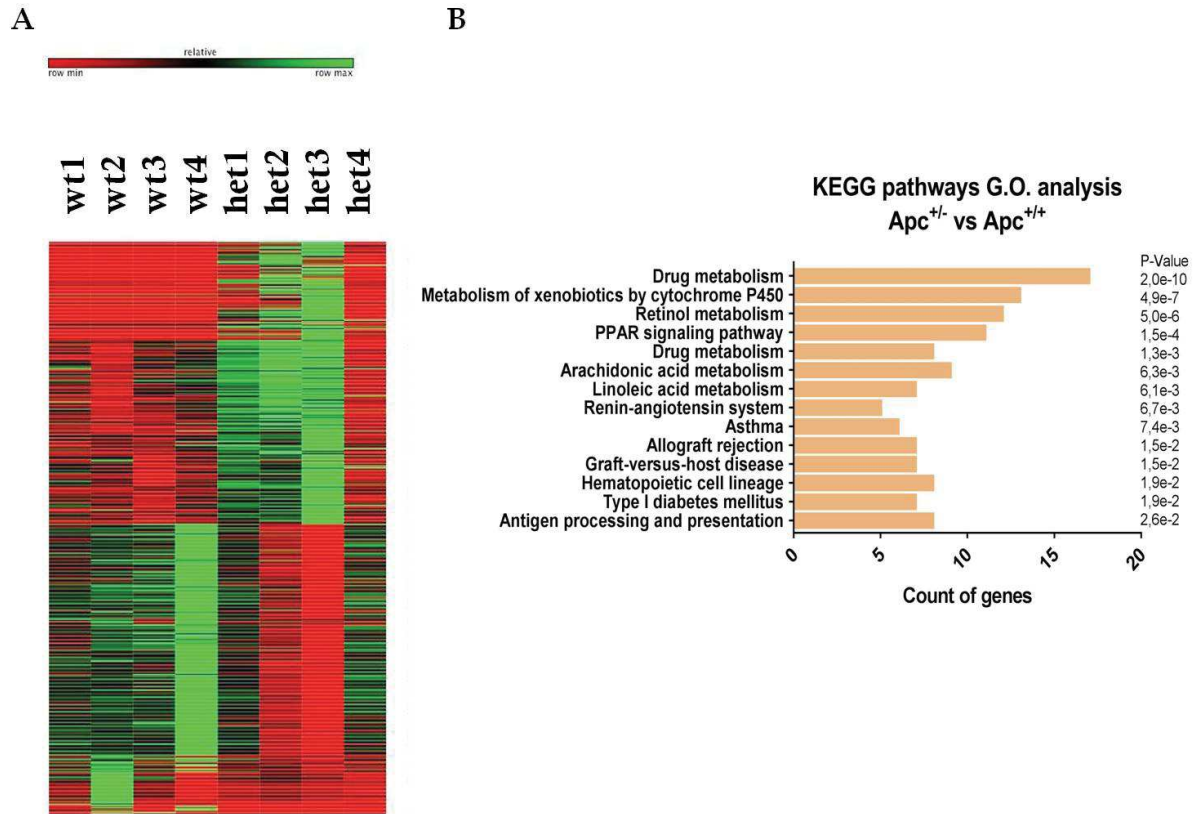 A
B
relative
row min
row max
wt1
wt2
wt3
wt4
het1
het2
het3
het4
KEGG pathways G.O. analysis
Apc+/- vs Apc+/+
P-Value
Drug metabolism 2,0e-10
Metabolism of xenobiotics by cytochrome P450 4,9e-7
Retinol metabolism 5,0e-6
PPAR signaling pathway 1,5e-4
Drug metabolism 1,3e-3
Arachidonic acid metabolism 6,3e-3
Linoleic acid metabolism 6,1e-3
Renin-angiotensin system 6,7e-3
Asthma 7,4e-3
Allograft rejection 1,5e-2
Graft-versus-host disease 1,5e-2
Hematopoietic cell lineage 1,9e-2
Type I diabetes mellitus 1,9e-2
Antigen processing and presentation 2,6e-2
0 5 10 15 20
Count of genes